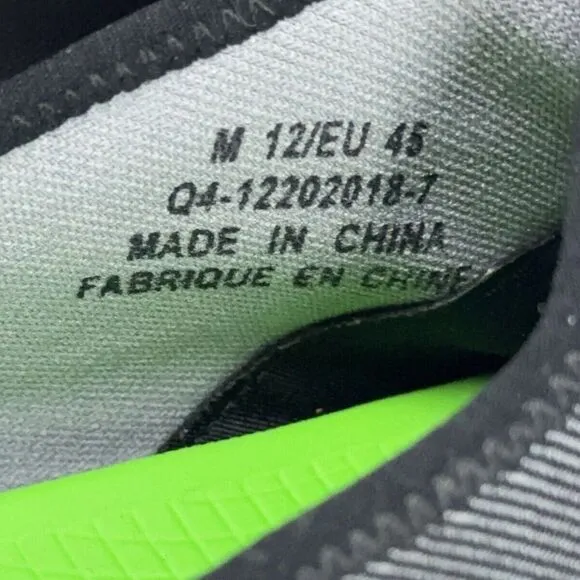 M 12/EU 45
Q4-12202018-7
MADE IN CHINA
FABRIQUE EN CHINE